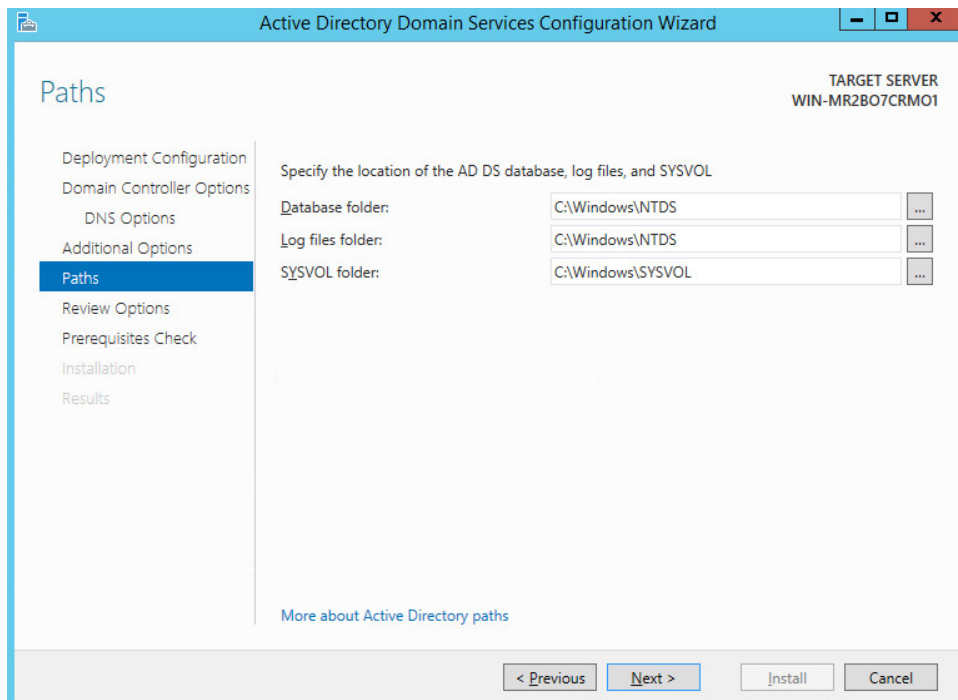 Active Directory Domain Services Configuration Wizard
Paths
TARGET SERVER
WIN-MR2BO7CRMO1
Deployment Configuration
Domain Controller Options
DNS Options
Additional Options
Paths
Review Options
Prerequisites Check
Installation
Results
Specify the location of the AD DS database, log files, and SYSVOL
Database folder: C:\Windows\NTDS ...
Log files folder: C:\Windows\NTDS ...
SYSVOL folder: C:\Windows\SYSVOL ...
More about Active Directory paths
< Previous Next > Install Cancel